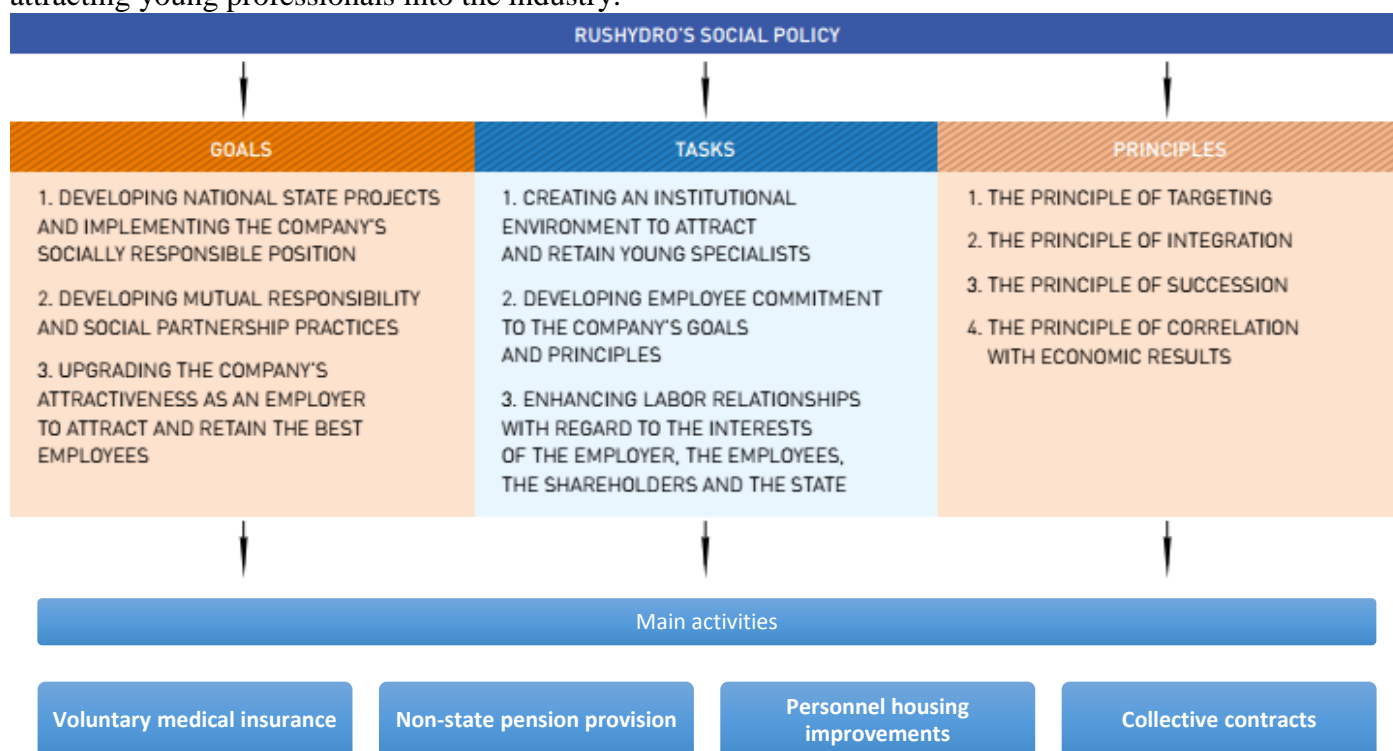 attracting young professionals into the industry.
RUSHYDRO'S SOCIAL POLICY
GOALS
1. DEVELOPING NATIONAL STATE PROJECTS
AND IMPLEMENTING THE COMPANY'S
SOCIALLY RESPONSIBLE POSITION
2. DEVELOPING MUTUAL RESPONSIBILITY
AND SOCIAL PARTNERSHIP PRACTICES
3. UPGRADING THE COMPANY'S
ATTRACTIVENESS AS AN EMPLOYER
TO ATTRACT AND RETAIN THE BEST
EMPLOYEES
TASKS
1. CREATING AN INSTITUTIONAL
ENVIRONMENT TO ATTRACT
AND RETAIN YOUNG SPECIALISTS
2. DEVELOPING EMPLOYEE COMMITMENT
TO THE COMPANY'S GOALS
AND PRINCIPLES
3. ENHANCING LABOR RELATIONSHIPS
WITH REGARD TO THE INTERESTS
OF THE EMPLOYER, THE EMPLOYEES,
THE SHAREHOLDERS AND THE STATE
PRINCIPLES
1. THE PRINCIPLE OF TARGETING
2. THE PRINCIPLE OF INTEGRATION
3. THE PRINCIPLE OF SUCCESSION
4. THE PRINCIPLE OF CORRELATION
WITH ECONOMIC RESULTS
Main activities
Voluntary medical insurance
Non-state pension provision
Personnel housing
improvements
Collective contracts